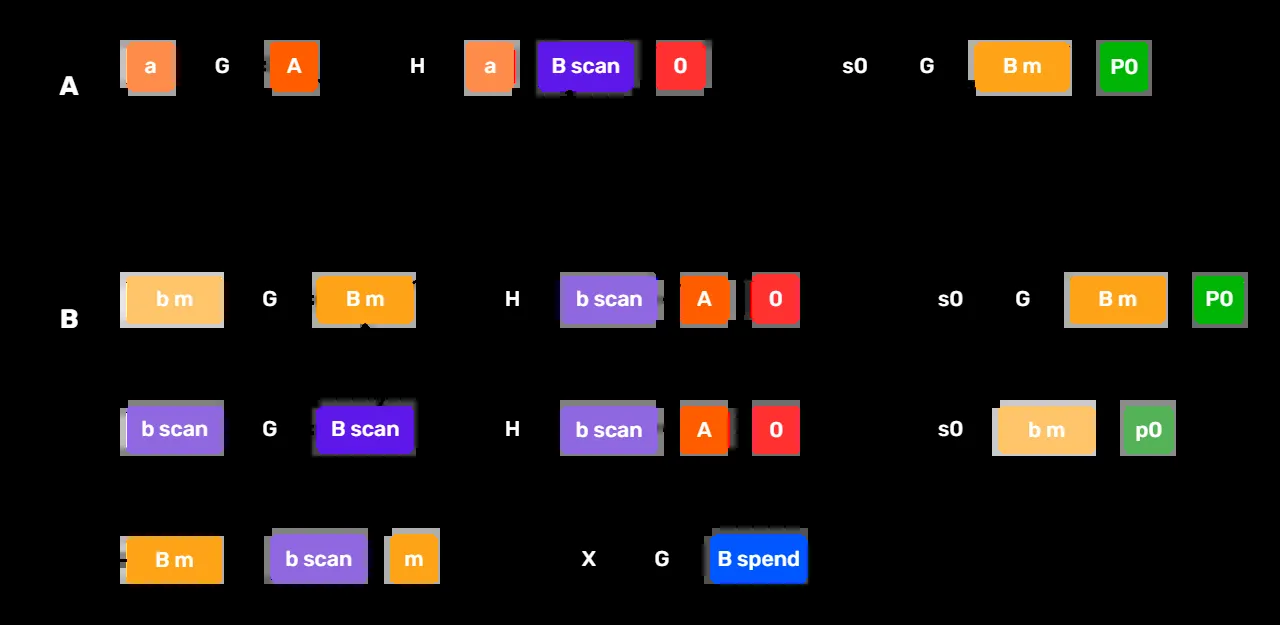 A
a G A H a B scan 0 s0 G B m P0
B
b m G B m H b scan A 0 s0 G B m P0
b scan G B scan H b scan A 0 s0 b m p0
B m b scan m X G B spend